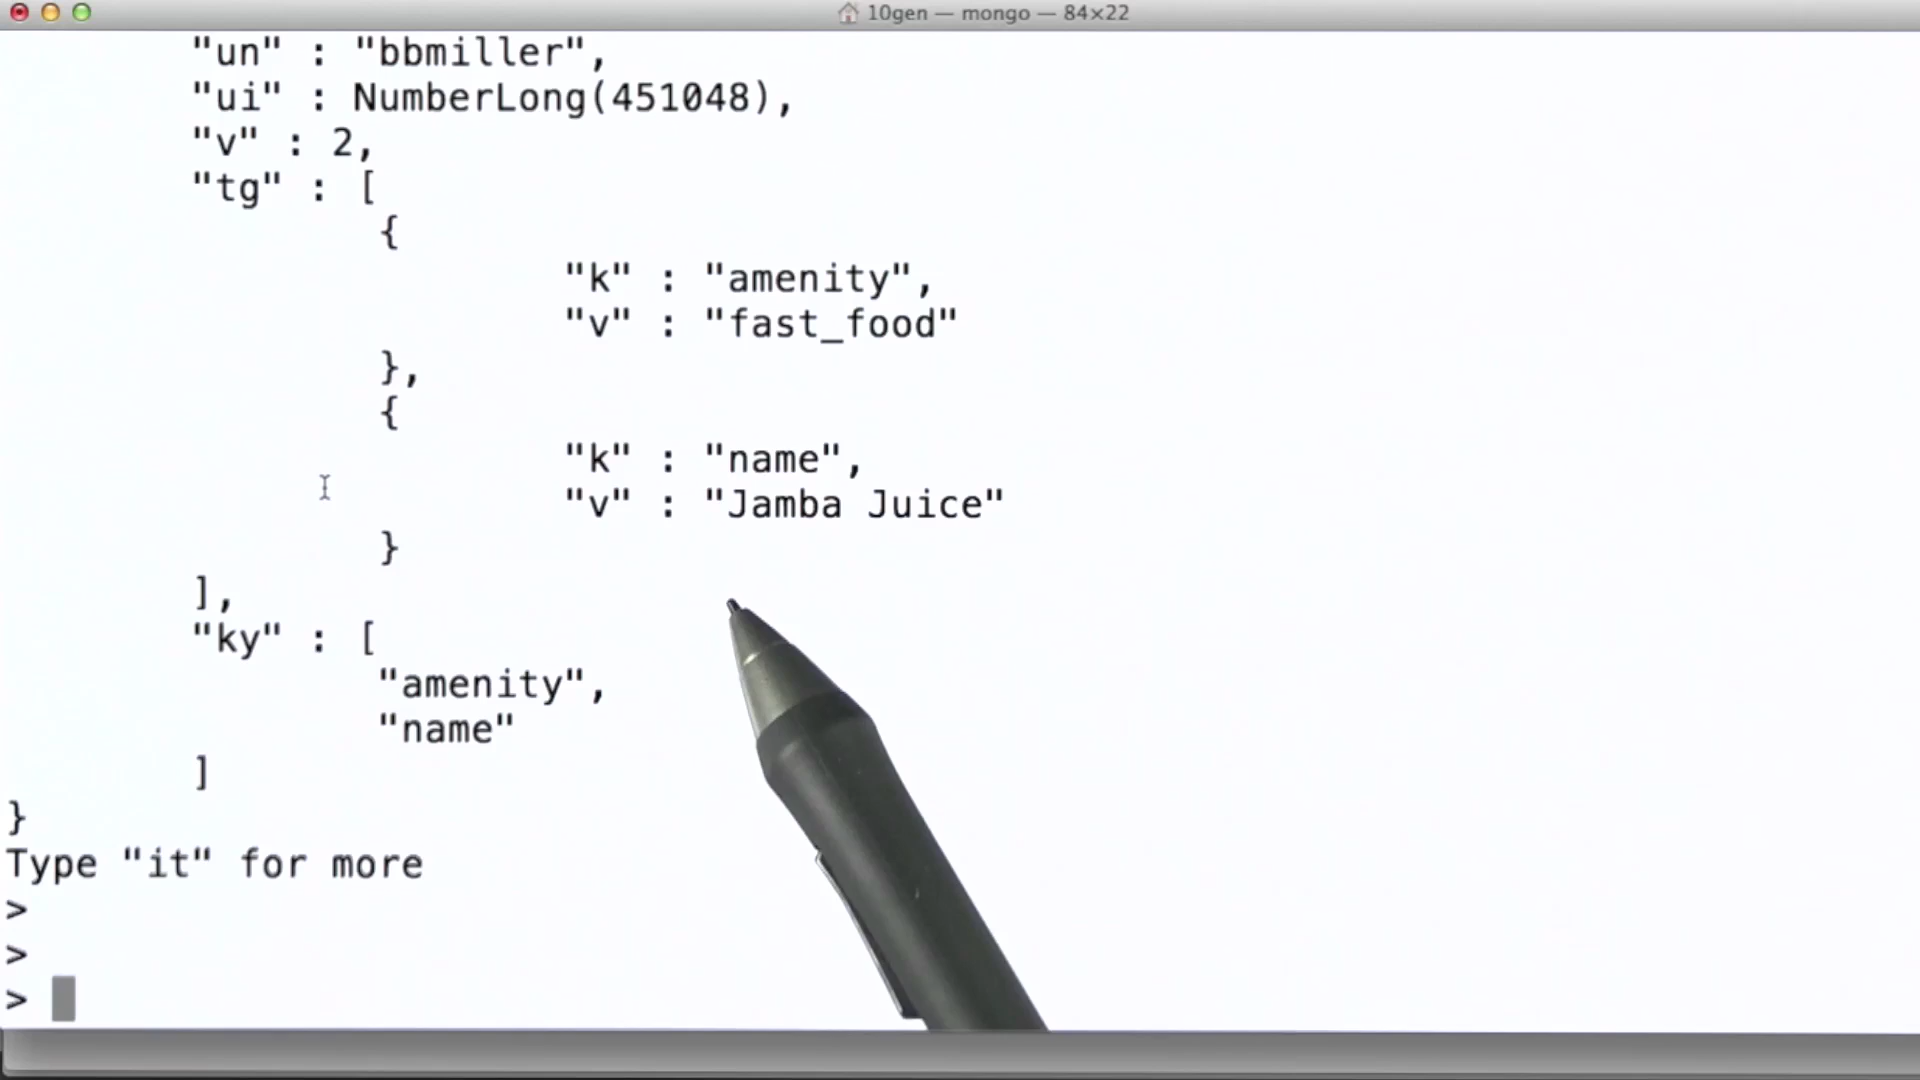 10gen — mongo — 84×22
"un" : "bbmiller",
"ui" : NumberLong(451048),
"v" : 2,
"tg" : [
{
"k" : "amenity",
"v" : "fast_food"
},
{
"k" : "name",
"v" : "Jamba Juice"
}
],
"ky" : [
"amenity",
"name"
]
}
Type "it" for more
>
>
>